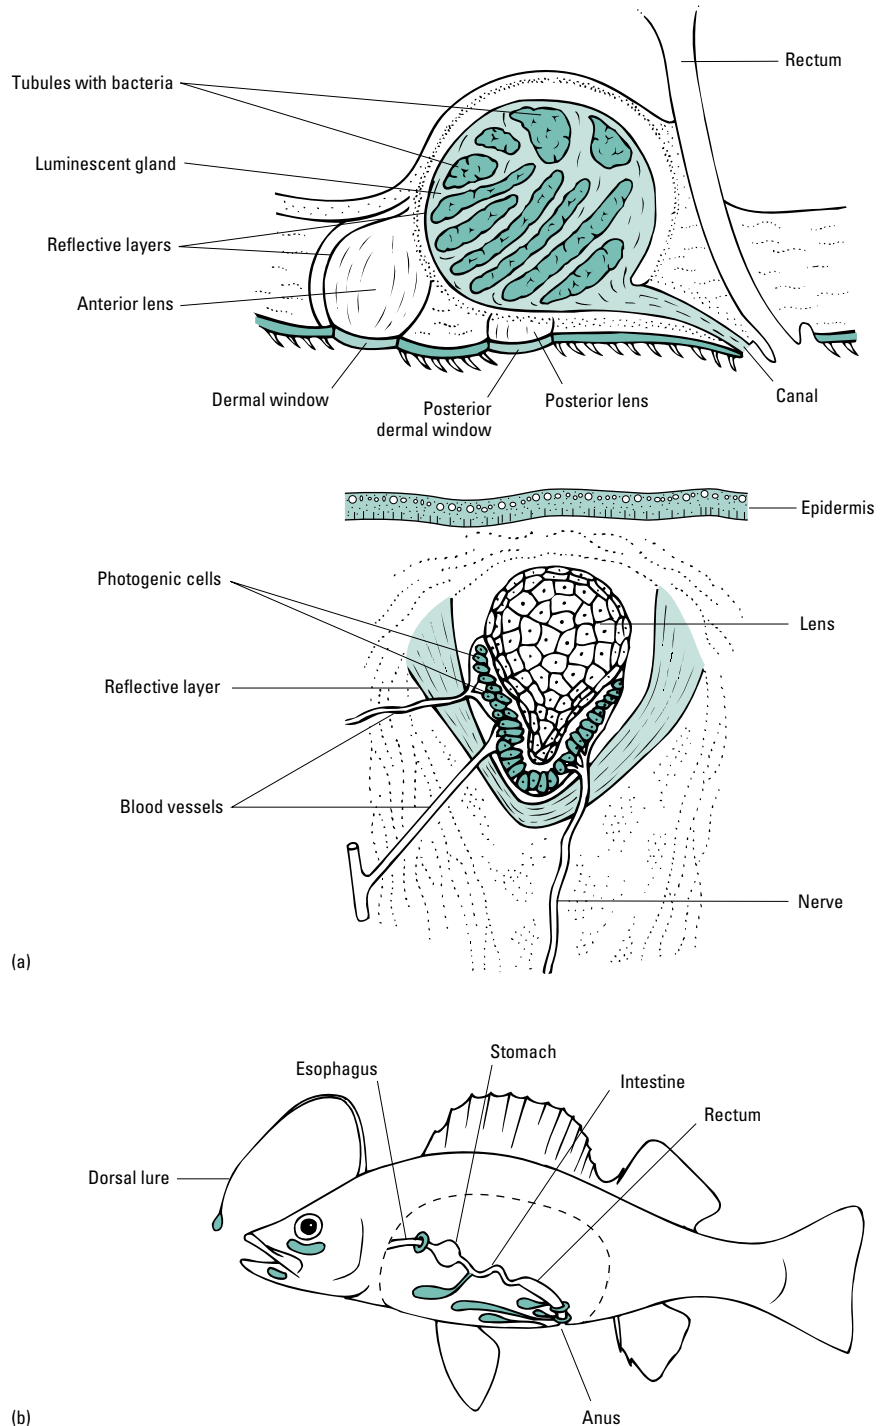 Rectum
Tubules with bacteria
Luminescent gland
Reflective layers
Anterior lens
Dermal window
Posterior
dermal window
Posterior lens
Canal
Epidermis
Photogenic cells
Lens
Reflective layer
Blood vessels
Nerve
(a)
Stomach
Esophagus
Intestine
Rectum
Dorsal lure
Anus
(b)